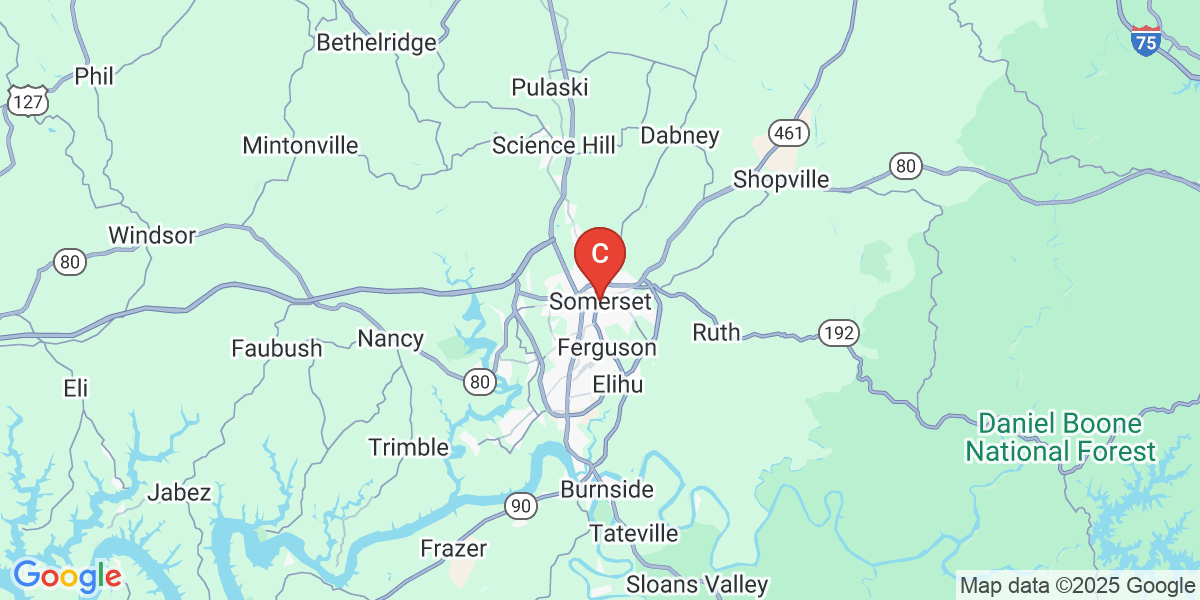 Bethelridge
75
Phil
Pulaski
127
461
Dabney
Mintonville
Science Hill
80
Shopville
Windsor
C
80
Somerset
Ruth
192
Nancy
Faubush
Ferguson
80
Elihu
Eli
Daniel Boone
National Forest
Trimble
Jabez
Burnside
90
Tateville
Frazer
Google
Sloans Valley
Map data ©2025 Google